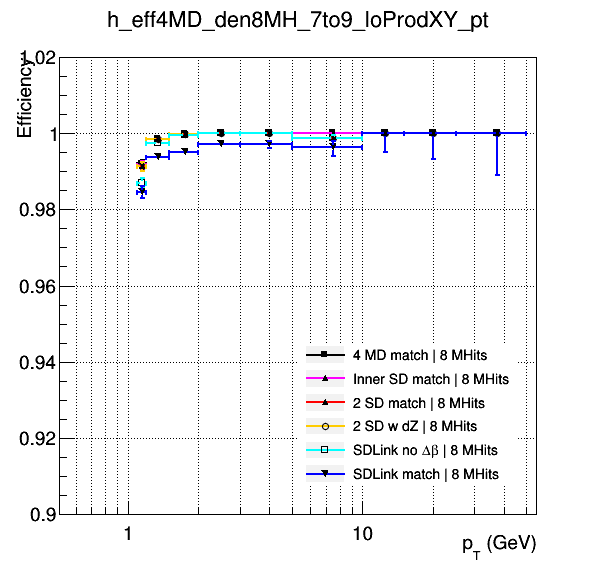 h_eff4MD_den8MH_7to9_loProdXY_pt
Efficiency
1.02
1
0.98
0.96
0.94
0.92
0.9
4 MD match | 8 MHits
Inner SD match | 8 MHits
2 SD match | 8 MHits
2 SD w dZ | 8 MHits
SDLink no Δβ | 8 MHits
SDLink match | 8 MHits
1
10
p_T (GeV)